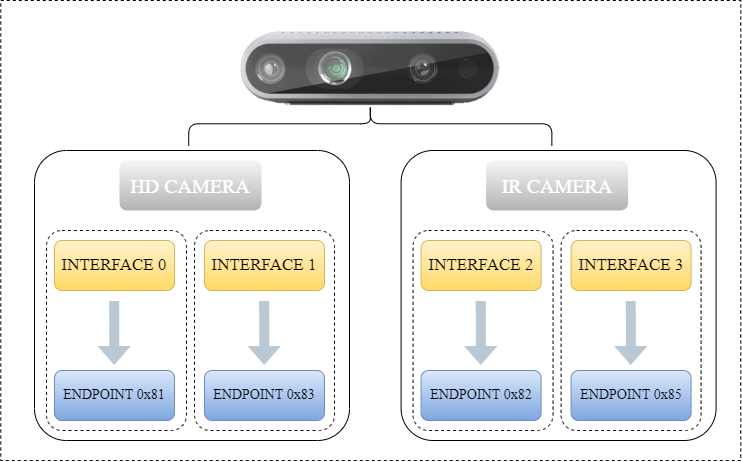 HD CAMERA
IR CAMERA
INTERFACE 0
INTERFACE 1
INTERFACE 2
INTERFACE 3
ENDPOINT 0x81
ENDPOINT 0x83
ENDPOINT 0x82
ENDPOINT 0x85